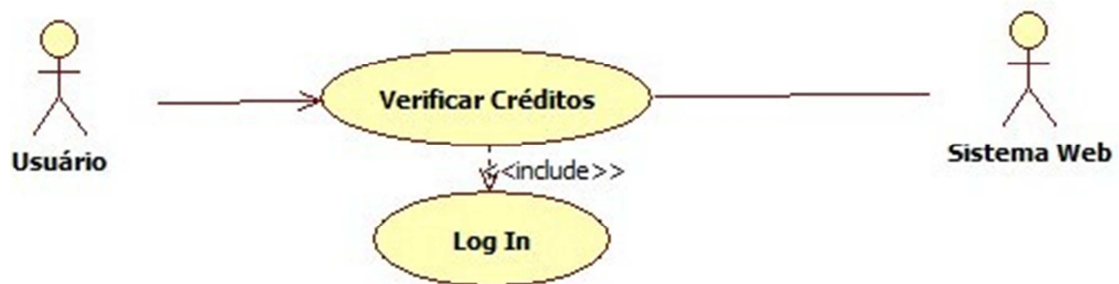 Verificar Créditos
Usuário
Sistema Web
<<include>>
Log In